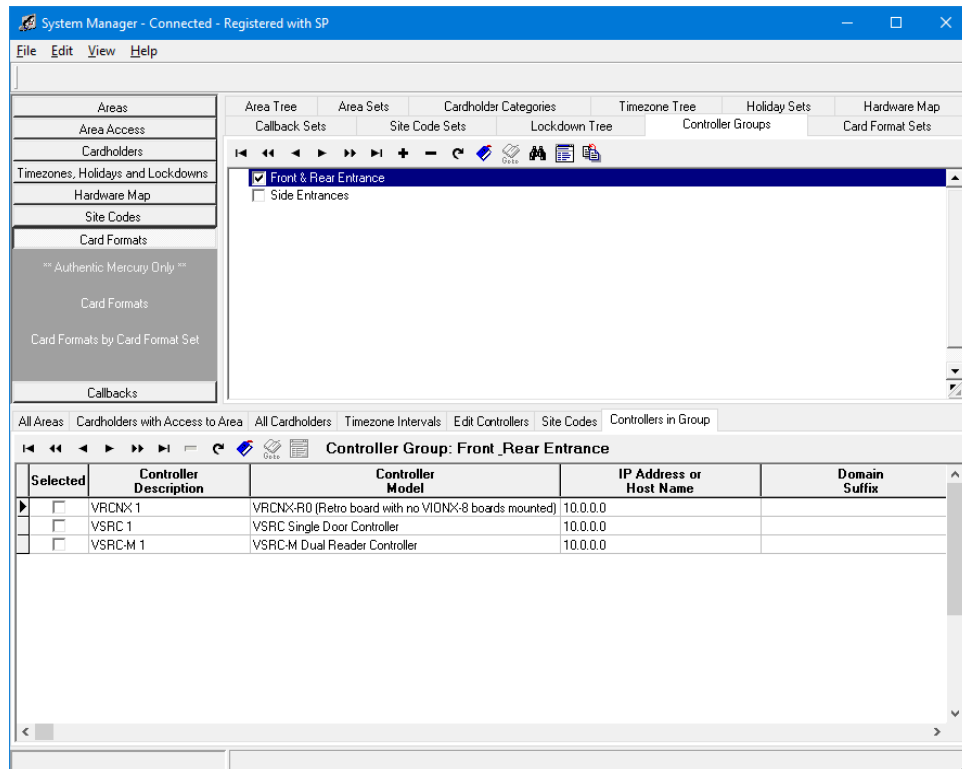 System Manager - Connected - Registered with SP
File Edit View Help
Areas
Area Access
Cardholders
Timezones, Holidays and Lockdowns
Hardware Map
Site Codes
Card Formats
** Authentic Mercury Only **
Card Formats
Card Formats by Card Format Set
Callbacks
Area Tree Area Sets Cardholder Categories Timezone Tree Holiday Sets Hardware Map
Callback Sets Site Code Sets Lockdown Tree Controller Groups Card Format Sets
Goto
Front & Rear Entrance
Side Entrances
All Areas Cardholders with Access to Area All Cardholders Timezone Intervals Edit Controllers Site Codes Controllers in Group
Goto
Controller Group: Front_Rear Entrance
Selected Controller Description Controller Model IP Address or Host Name Domain Suffix
VRCNX 1 VRCNX-R0 (Retro board with no VIONX-8 boards mounted) 10.0.0.0
VSRC 1 VSRC Single Door Controller 10.0.0.0
VSRC-M 1 VSRC-M Dual Reader Controller 10.0.0.0